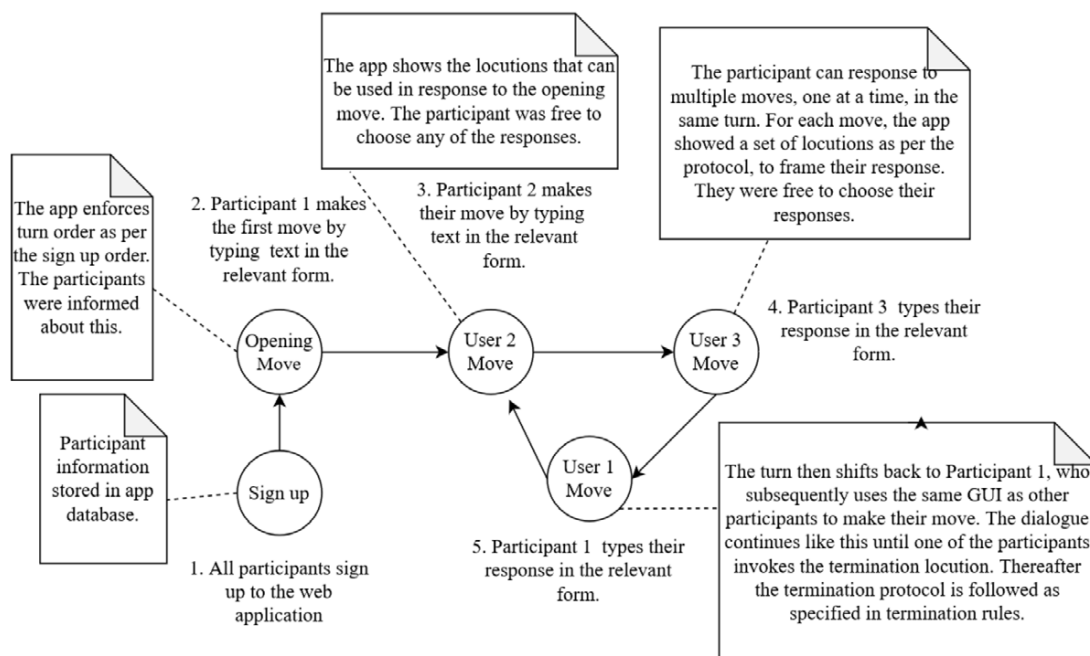 The app shows the locutions that can
be used in response to the opening
move. The participant was free to
choose any of the responses.
The participant can response to
multiple moves, one at a time, in the
same turn. For each move, the app
showed a set of locutions as per the
protocol, to frame their response.
They were free to choose their
responses.
The app enforces
turn order as per
the sign up order.
The participants
were informed
about this.
2. Participant 1 makes
the first move by
typing text in the
relevant form.
3. Participant 2 makes
their move by typing
text in the relevant
form.
4. Participant 3 types their
response in the relevant
form.
Opening
Move
User 2
Move
User 3
Move
Participant
information
stored in app
database.
Sign up
User 1
Move
1. All participants sign
up to the web
application
5. Participant 1 types their
response in the relevant
form.
The turn then shifts back to Participant 1, who
subsequently uses the same GUI as other
participants to make their move. The dialogue
continues like this until one of the participants
invokes the termination locution. Thereafter
the termination protocol is followed as
specified in termination rules.